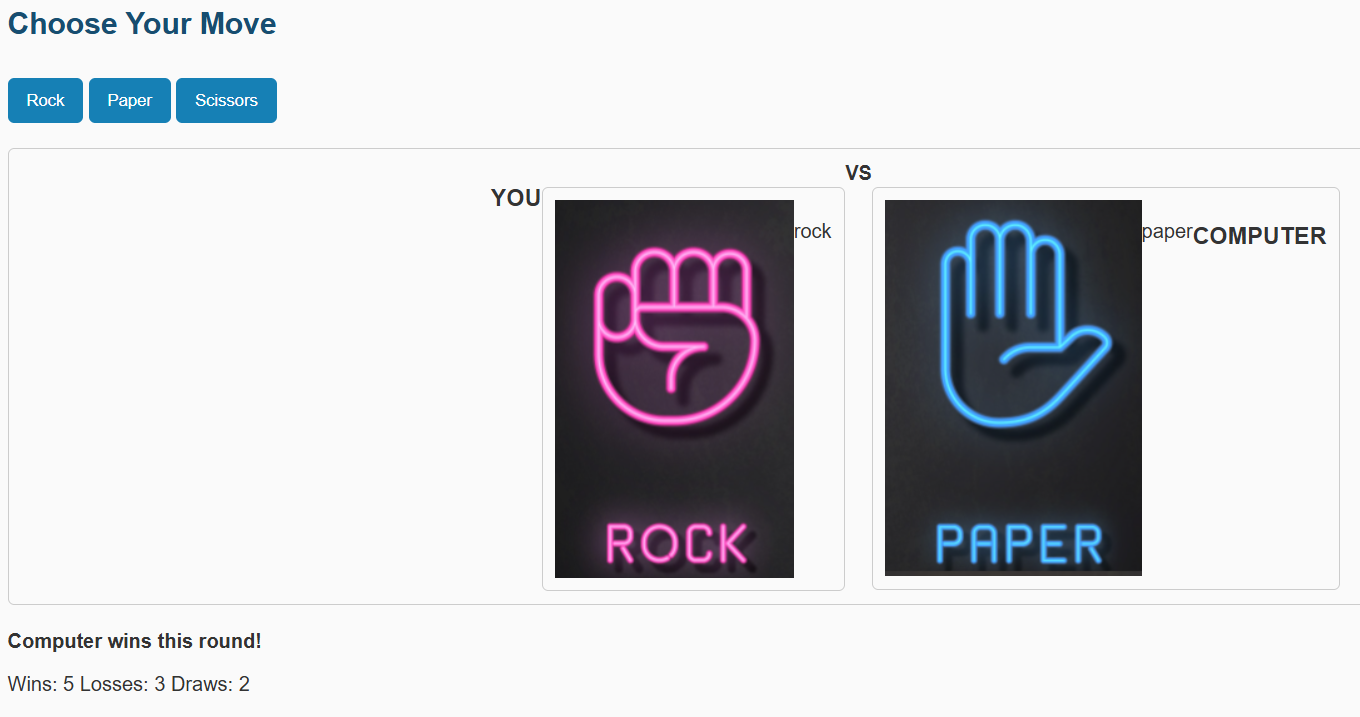 Choose Your Move
Rock Paper Scissors
VS
YOU
rock
paper
COMPUTER
ROCK
PAPER
Computer wins this round!
Wins: 5 Losses: 3 Draws: 2